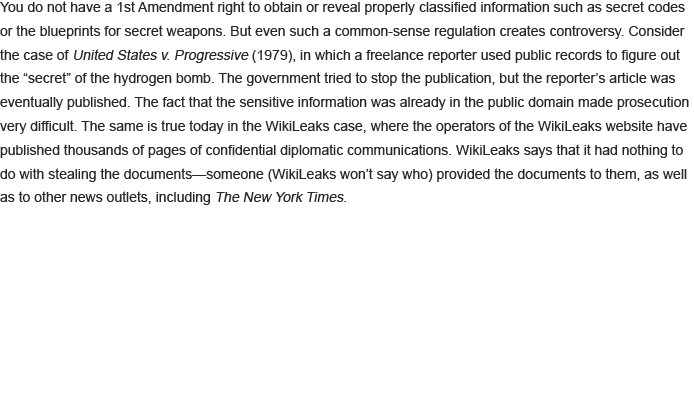 You do not have a 1st Amendment right to obtain or reveal properly classified information such as secret codes
or the blueprints for secret weapons. But even such a common-sense regulation creates controversy. Consider
the case of United States v. Progressive (1979), in which a freelance reporter used public records to figure out
the “secret” of the hydrogen bomb. The government tried to stop the publication, but the reporter’s article was
eventually published. The fact that the sensitive information was already in the public domain made prosecution
very difficult. The same is true today in the WikiLeaks case, where the operators of the WikiLeaks website have
published thousands of pages of confidential diplomatic communications. WikiLeaks says that it had nothing to
do with stealing the documents—someone (WikiLeaks won’t say who) provided the documents to them, as well
as to other news outlets, including The New York Times.